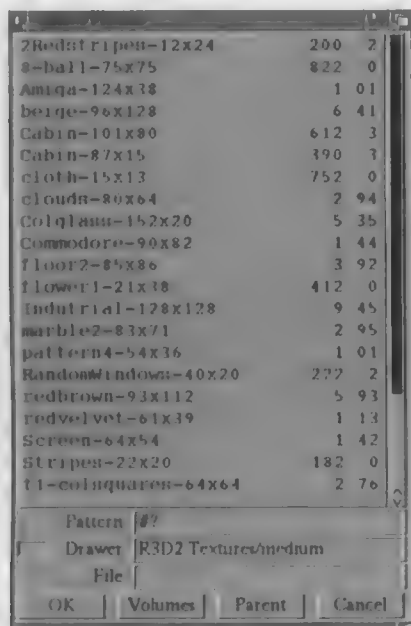 2Redstripes-12x24 200 2
8-ball-75x75 822 0
Amiga-124x38 1 01
beige-96x128 6 41
Cabin-101x80 612 3
Cabin-87x15 390 3
cloth-15x13 752 0
clouds-80x64 2 94
Colglass-152x20 5 35
Commodore-90x82 1 44
floor2-85x86 3 92
flower1-21x38 412 0
Indutrial-128x128 9 45
marble2-83x71 2 95
pattern4-54x36 1 01
RandomWindows-40x20 222 2
redbrown-93x112 5 93
redvelvet-61x39 1 13
Screen-64x54 1 42
Stripes-22x20 182 0
t1-colsquares-64x64 2 76
Pattern #?
Drawer R3D2 Textures/medium
File
OK Volumes Parent Cancel